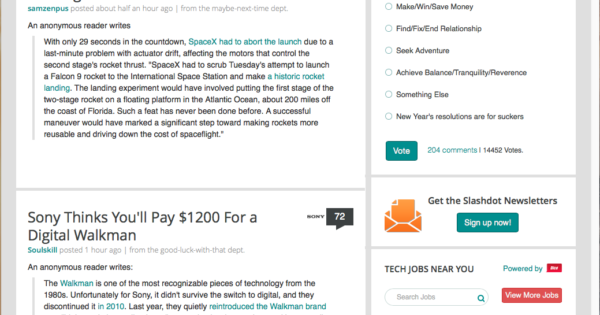 samzenpus posted about half an hour ago | from the maybe-next-time dept.
An anonymous reader writes
With only 29 seconds in the countdown, SpaceX had to abort the launch due to a
last-minute problem with actuator drift, affecting the motors that control the
second stage's rocket thrust. "SpaceX had to scrub Tuesday's attempt to launch
a Falcon 9 rocket to the International Space Station and make a historic rocket
landing. The landing experiment would have involved putting the first stage of the
two-stage rocket on a floating platform in the Atlantic Ocean, about 200 miles off
the coast of Florida. Such a feat has never been done before. A successful
maneuver would have marked a significant step toward making rockets more
reusable and driving down the cost of spaceflight."
Sony Thinks You'll Pay $1200 For a
Digital Walkman
SONY
72
Soulskill posted 1 hour ago | from the good-luck-with-that dept.
An anonymous reader writes:
The Walkman is one of the most recognizable pieces of technology from the
1980s. Unfortunately for Sony, it didn't survive the switch to digital, and they
discontinued it in 2010. Last year, they quietly reintroduced the Walkman brand
Make/Win/Save Money
Find/Fix/End Relationship
Seek Adventure
Achieve Balance/Tranquility/Reverence
Something Else
New Year's resolutions are for suckers
Vote
204 comments | 14452 Votes.
Get the Slashdot Newsletters
Sign up now!
TECH JOBS NEAR YOU
Powered by
Search Jobs
View More Jobs